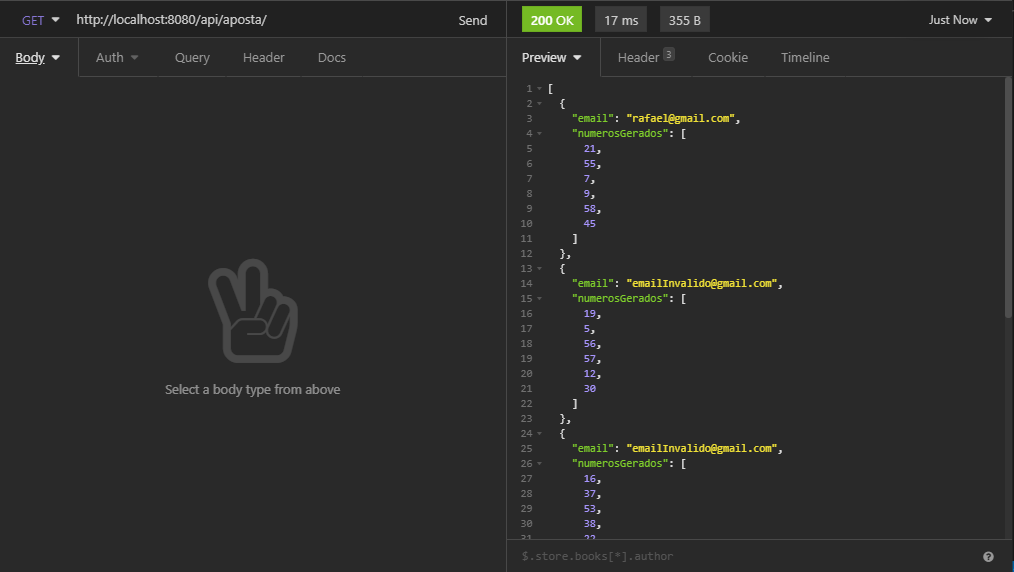 GET http://localhost:8080/api/aposta/ Send
200 OK 17 ms 355 B Just Now
Body Auth Query Header Docs
Preview Header 3 Cookie Timeline
Select a body type from above
1 [
2 {
3 "email": "rafael@gmail.com",
4 "numerosGerados": [
5 21,
6 55,
7 7,
8 9,
9 58,
10 45
11 ]
12 },
13 {
14 "email": "emailInvalido@gmail.com",
15 "numerosGerados": [
16 19,
17 5,
18 56,
19 57,
20 12,
21 30
22 ]
23 },
24 {
25 "email": "emailInvalido@gmail.com",
26 "numerosGerados": [
27 16,
28 37,
29 53,
30 38,
31 22
$.store.books[*].author